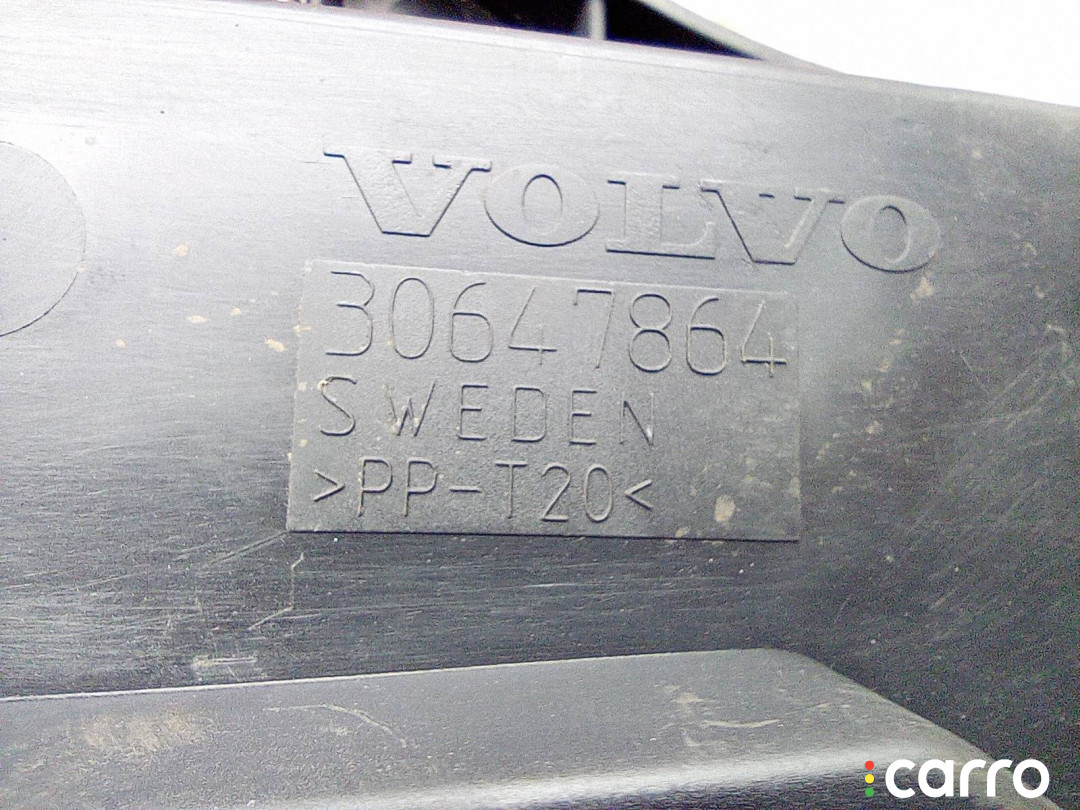 VOLVO
30647864
SWEDEN
>PP-T20<
carro